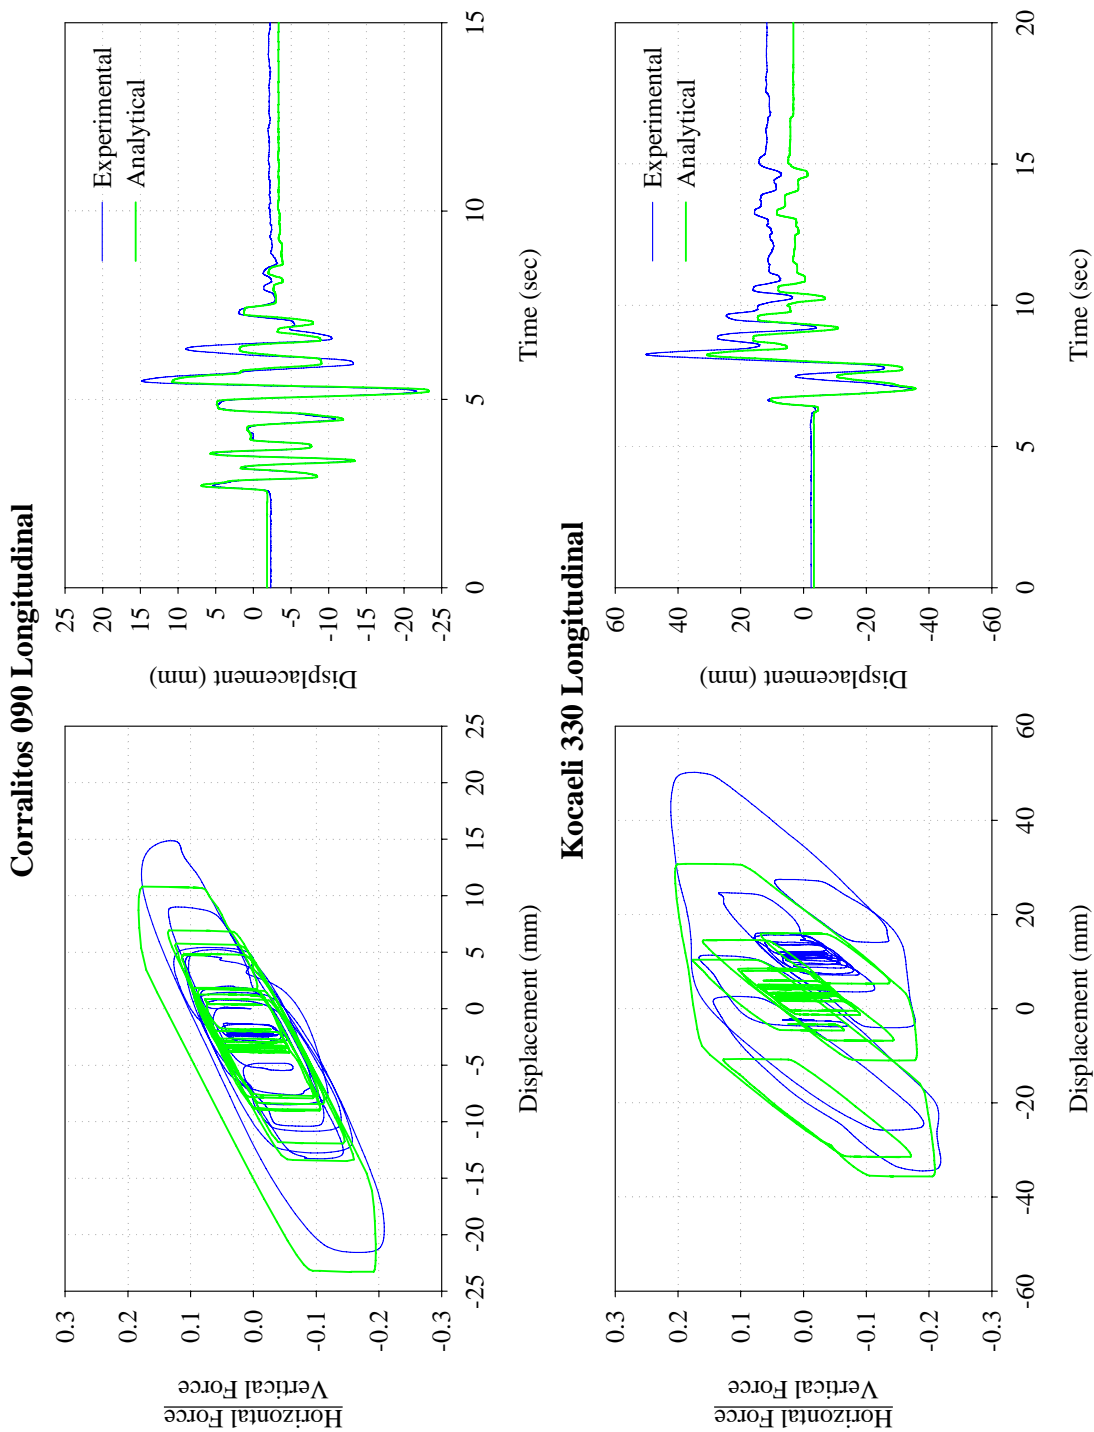 Corralitos 090 Longitudinal
Horizontal Force
Vertical Force
0.3
0.2
0.1
0.0
-0.1
-0.2
-0.3
-25 -20 -15 -10 -5 0 5 10 15 20 25
Displacement (mm)
Displacement (mm)
25
20
15
10
5
0
-5
-10
-15
-20
-25
0 5 10 15
Time (sec)
Experimental
Analytical
Kocaeli 330 Longitudinal
Horizontal Force
Vertical Force
0.3
0.2
0.1
0.0
-0.1
-0.2
-0.3
-60 -40 -20 0 20 40 60
Displacement (mm)
Displacement (mm)
60
40
20
0
-20
-40
-60
0 5 10 15 20
Time (sec)
Experimental
Analytical